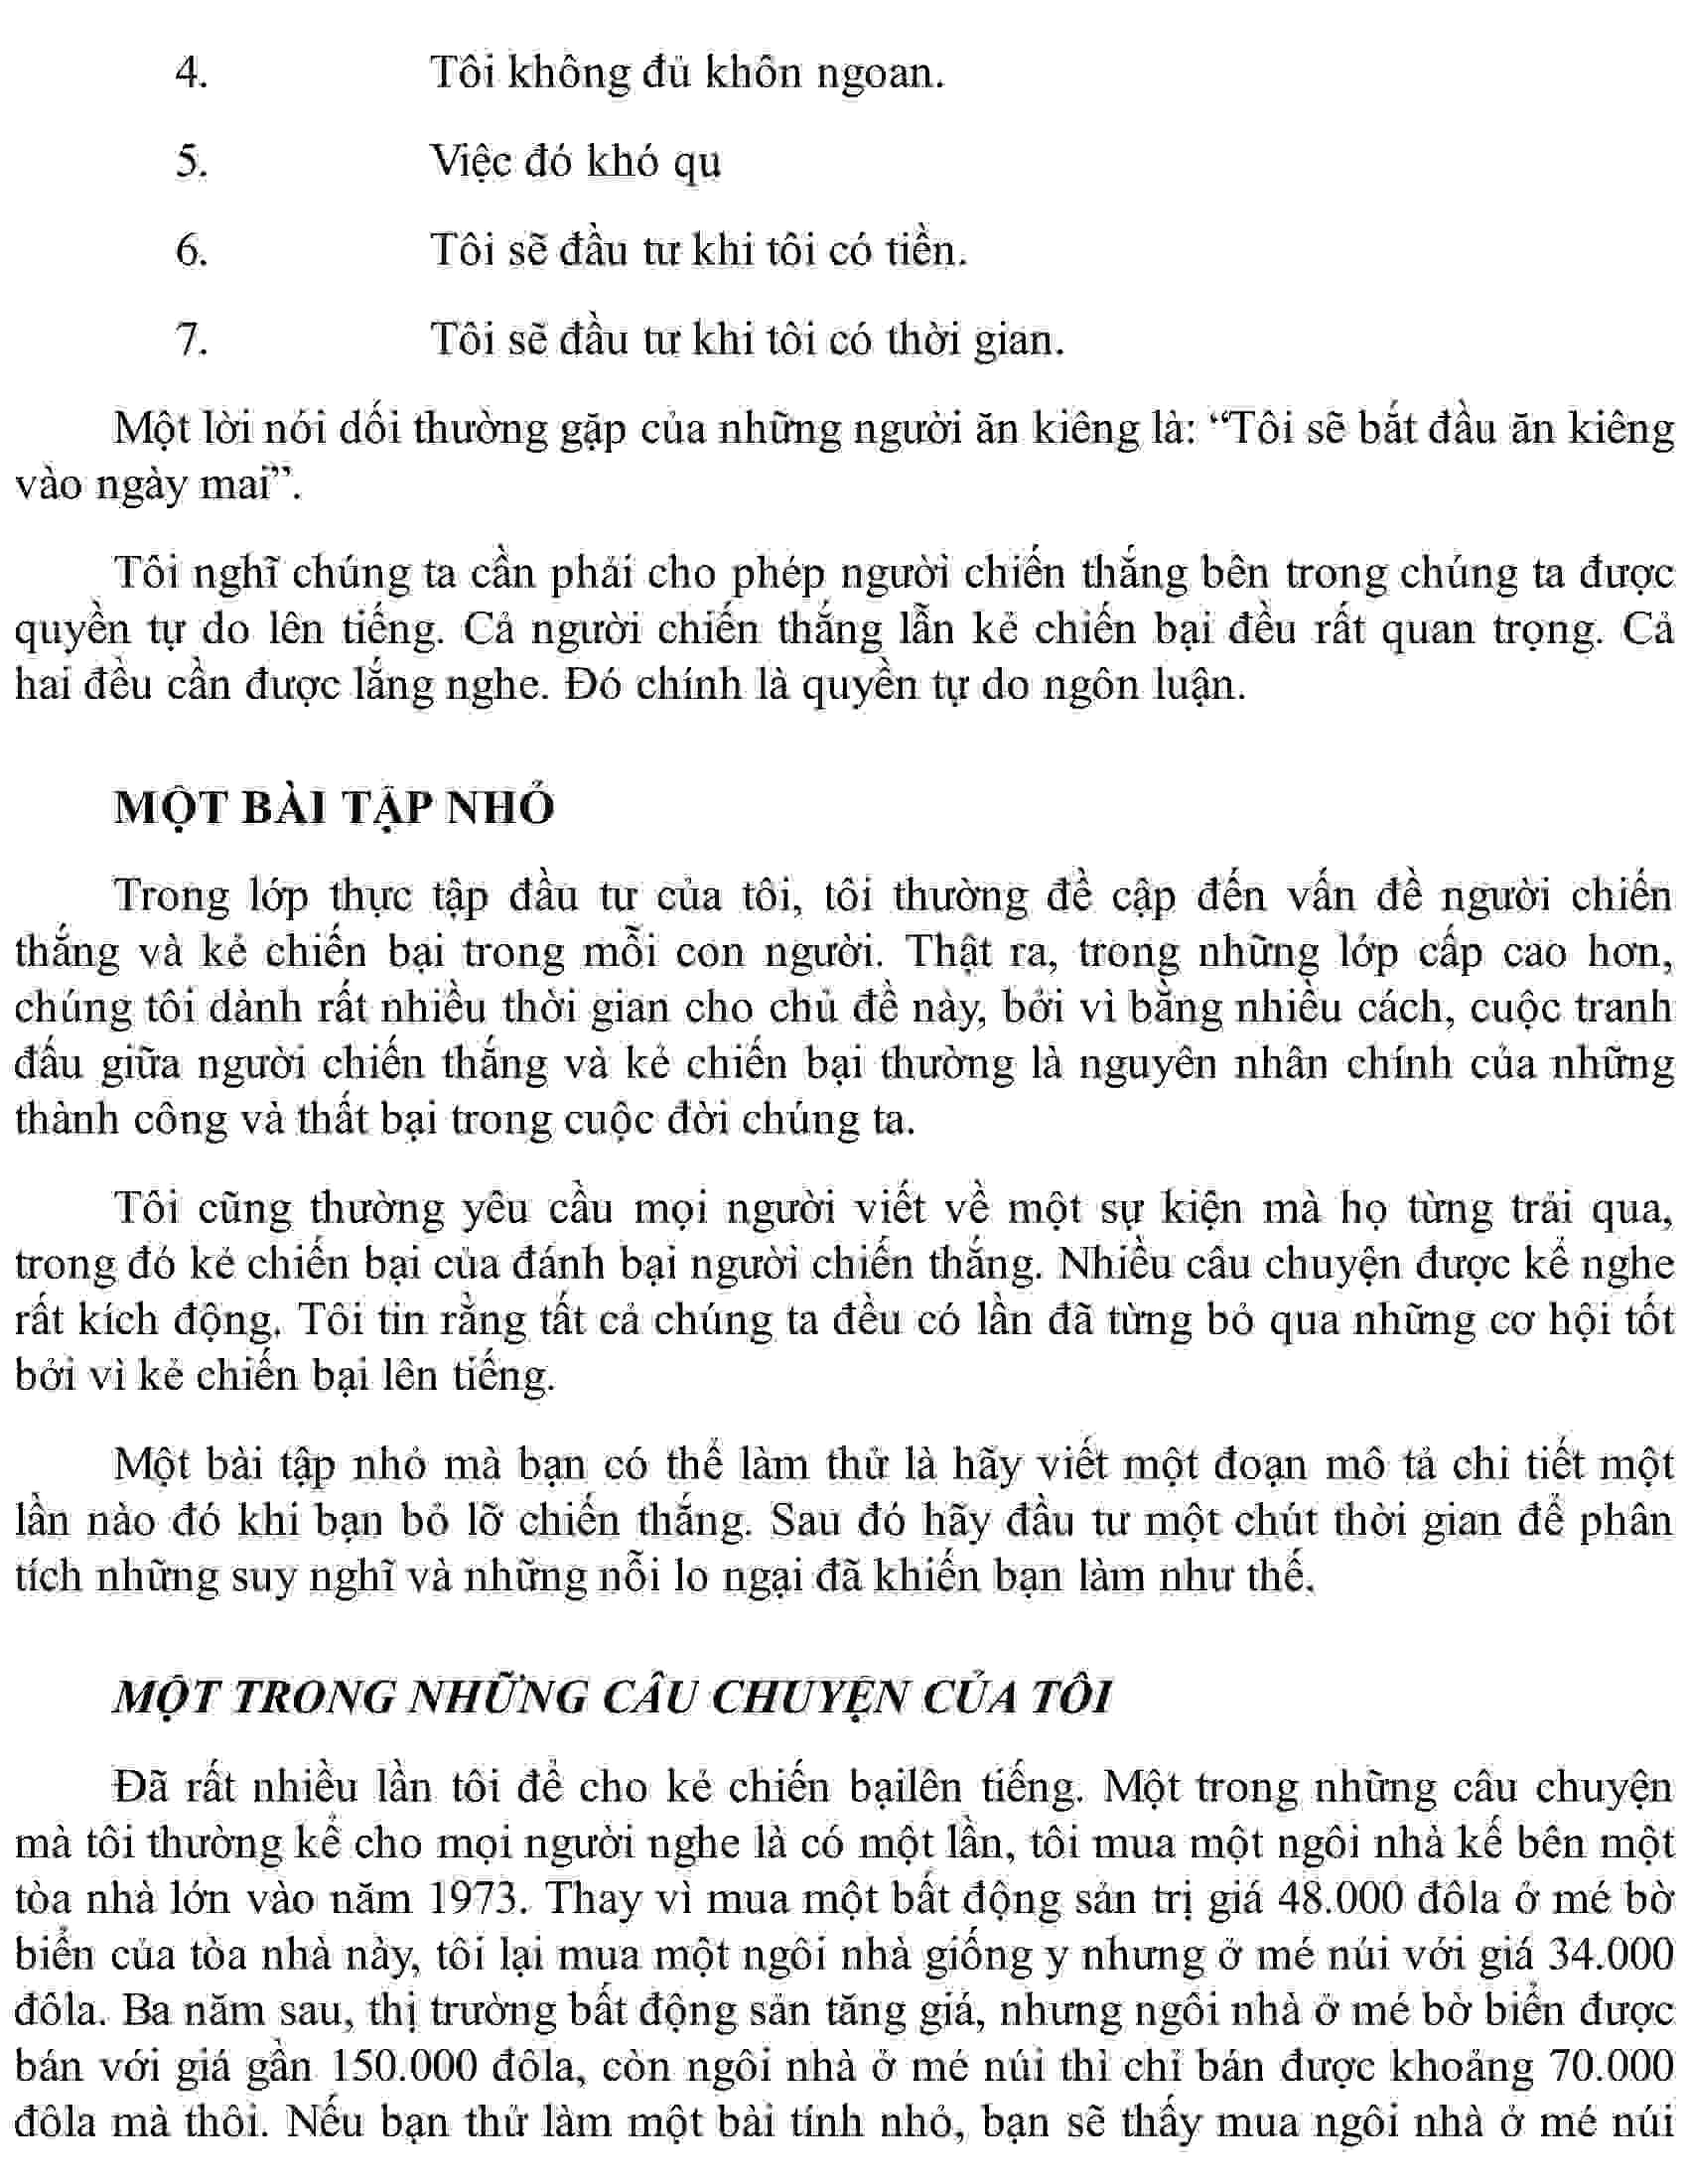 4. Tôi không đủ khôn ngoan.
5. Việc đó khó qu
6. Tôi sẽ đầu tư khi tôi có tiền.
7. Tôi sẽ đầu tư khi tôi có thời gian.
Một lời nói dối thường gặp của những người ăn kiêng là: “Tôi sẽ bắt đầu ăn kiêng
vào ngày mai”.
Tôi nghĩ chúng ta cần phải cho phép người chiến thắng bên trong chúng ta được
quyền tự do lên tiếng. Cả người chiến thắng lẫn kẻ chiến bại đều rất quan trọng. Cả
hai đều cần được lắng nghe. Đó chính là quyền tự do ngôn luận.
MỘT BÀI TẬP NHỎ
Trong lớp thực tập đầu tư của tôi, tôi thường đề cập đến vấn đề người chiến
thắng và kẻ chiến bại trong mỗi con người. Thật ra, trong những lớp cấp cao hơn,
chúng tôi dành rất nhiều thời gian cho chủ đề này, bởi vì bằng nhiều cách, cuộc tranh
đấu giữa người chiến thắng và kẻ chiến bại thường là nguyên nhân chính của những
thành công và thất bại trong cuộc đời chúng ta.
Tôi cũng thường yêu cầu mọi người viết về một sự kiện mà họ từng trải qua,
trong đó kẻ chiến bại của đánh bại người chiến thắng. Nhiều câu chuyện được kể nghe
rất kích động. Tôi tin rằng tất cả chúng ta đều có lần đã từng bỏ qua những cơ hội tốt
bởi vì kẻ chiến bại lên tiếng.
Một bài tập nhỏ mà bạn có thể làm thử là hãy viết một đoạn mô tả chi tiết một
lần nào đó khi bạn bỏ lỡ chiến thắng. Sau đó hãy đầu tư một chút thời gian để phân
tích những suy nghĩ và những nỗi lo ngại đã khiến bạn làm như thế.
MỘT TRONG NHỮNG CÂU CHUYỆN CỦA TÔI
Đã rất nhiều lần tôi để cho kẻ chiến bạilên tiếng. Một trong những câu chuyện
mà tôi thường kể cho mọi người nghe là có một lần, tôi mua một ngôi nhà kế bên một
tòa nhà lớn vào năm 1973. Thay vì mua một bất động sản trị giá 48.000 đôla ở mé bờ
biển của tòa nhà này, tôi lại mua một ngôi nhà giống y nhưng ở mé núi với giá 34.000
đôla. Ba năm sau, thị trường bất động sản tăng giá, nhưng ngôi nhà ở mé bờ biển được
bán với giá gần 150.000 đôla, còn ngôi nhà ở mé núi thì chỉ bán được khoảng 70.000
đôla mà thôi. Nếu bạn thử làm một bài tính nhỏ, bạn sẽ thấy mua ngôi nhà ở mé núi